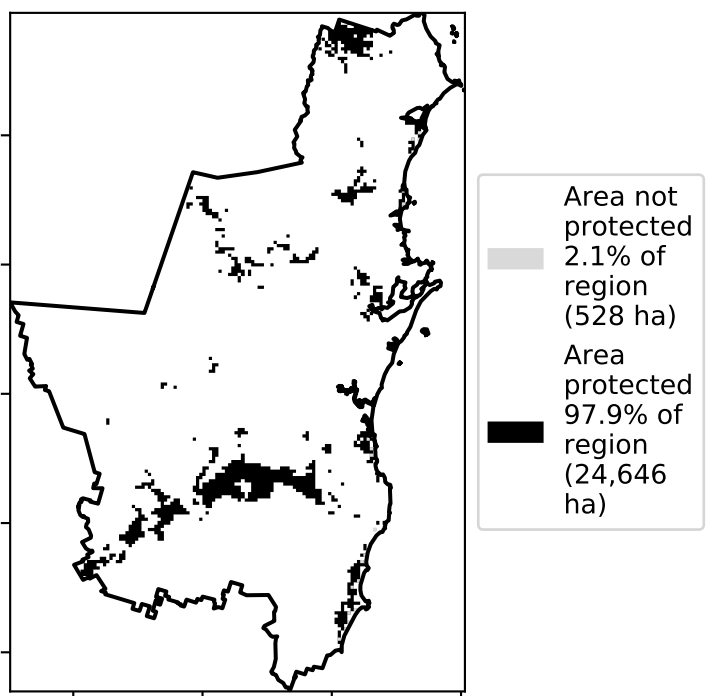 Area not
protected
2.1% of
region
(528 ha)
Area
protected
97.9% of
region
(24,646
ha)